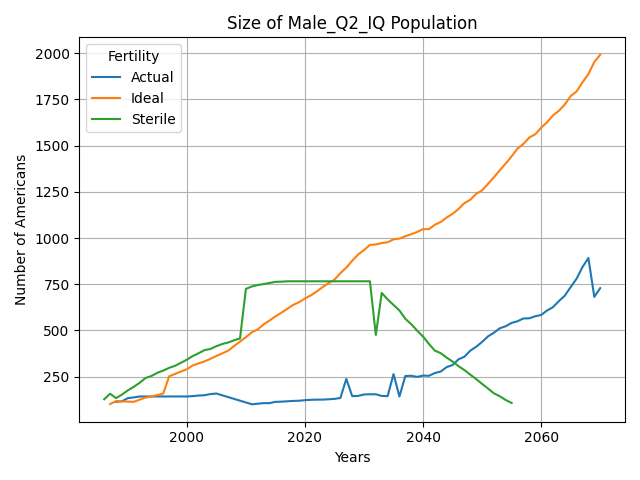 Size of Male_Q2_IQ Population
Fertility
Actual
Ideal
Sterile
Number of Americans
2000
1750
1500
1250
1000
750
500
250
2000
2020
2040
2060
Years